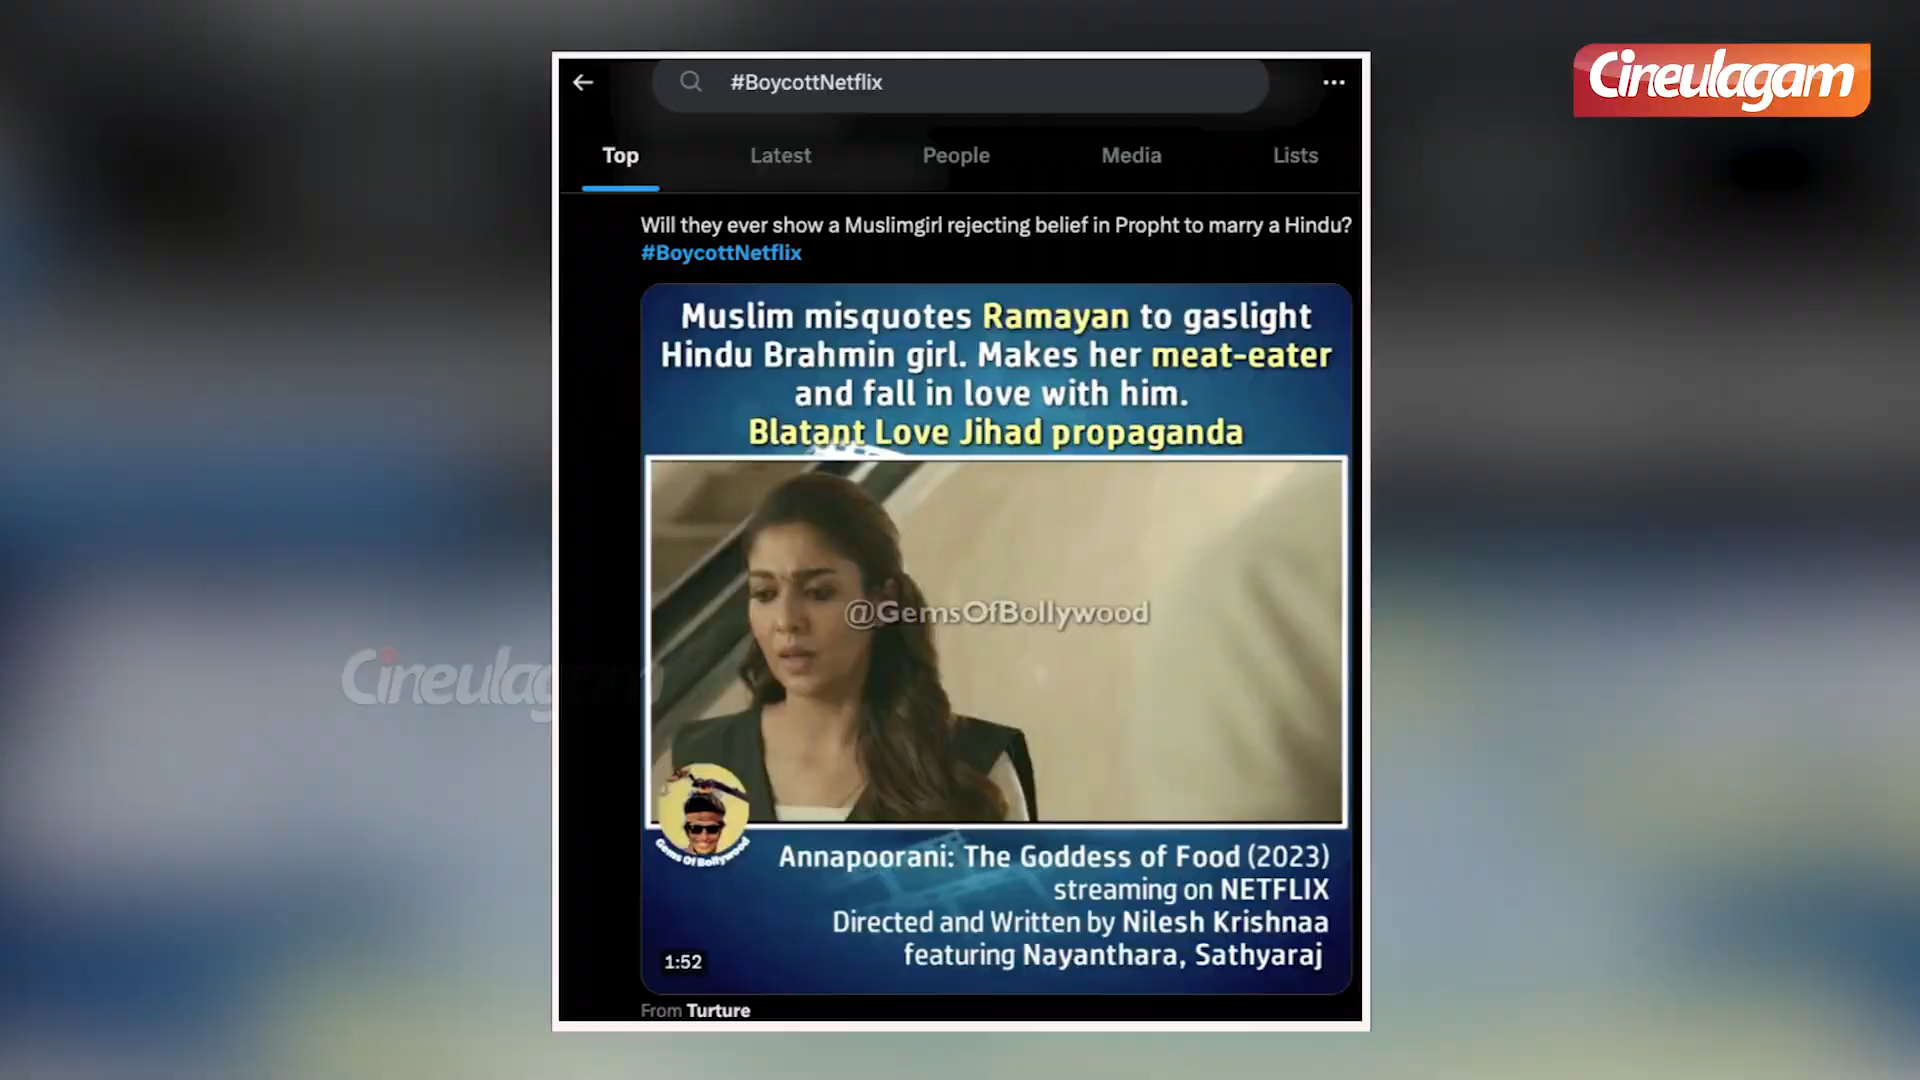 Cineulagam
#BoycottNetflix
Top Latest People Media Lists
Will they ever show a Muslimgirl rejecting belief in Propht to marry a Hindu?
#BoycottNetflix
Muslim misquotes Ramayan to gaslight
Hindu Brahmin girl. Makes her meat-eater
and fall in love with him.
Blatant Love Jihad propaganda
@GemsOfBollywood
Cineulagam
Gems Of Bollywood
Annapoorani: The Goddess of Food (2023)
streaming on NETFLIX
Directed and Written by Nilesh Krishnaa
featuring Nayanthara, Sathyaraj
1:52
From Turture